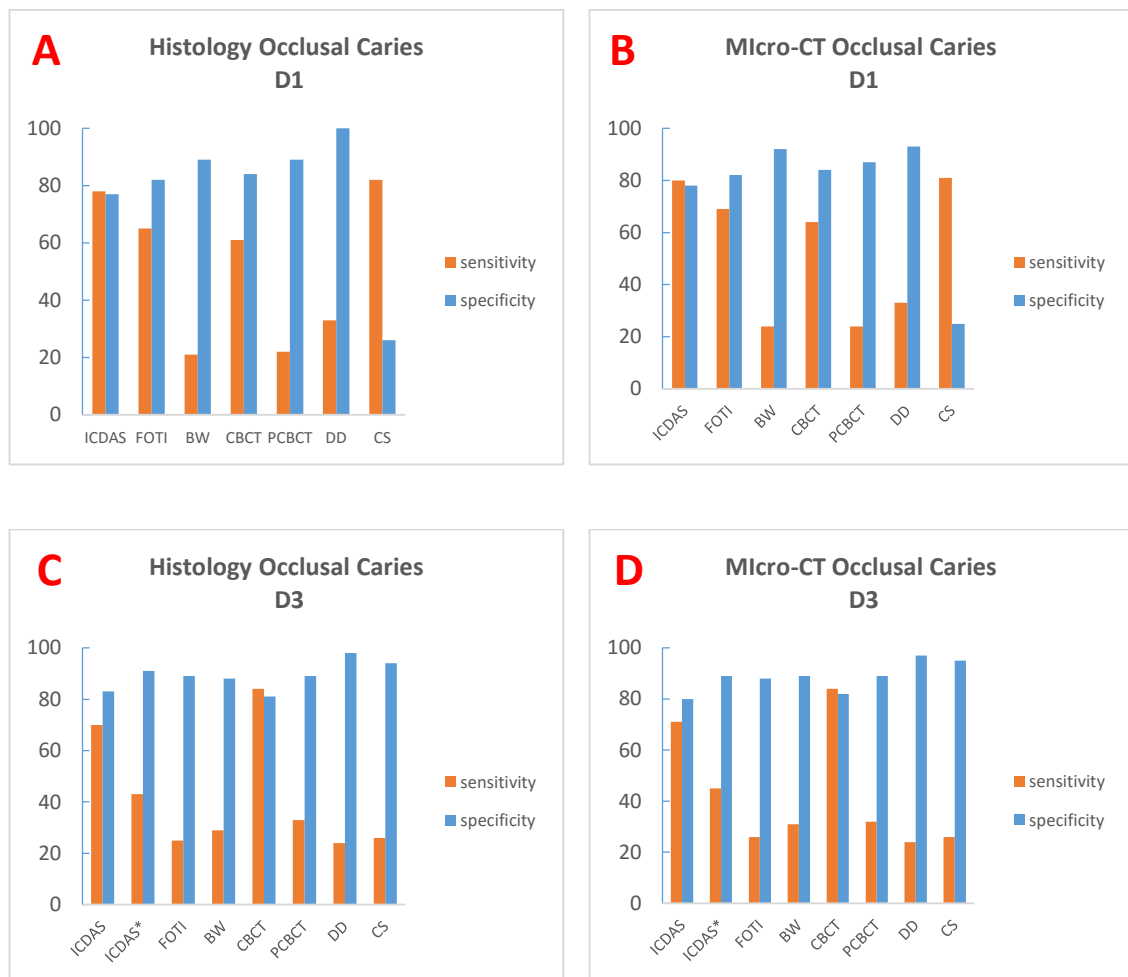 A
Histology Occlusal Caries
D1
100
80
60
40
20
0
ICDAS FOTI BW CBCT PCBCT DD CS
sensitivity
specificity
B
MIcro-CT Occlusal Caries
D1
100
80
60
40
20
0
ICDAS FOTI BW CBCT PCBCT DD CS
sensitivity
specificity
C
Histology Occlusal Caries
D3
100
80
60
40
20
0
ICDAS ICDAS* FOTI BW CBCT PCBCT DD CS
sensitivity
specificity
D
MIcro-CT Occlusal Caries
D3
100
80
60
40
20
0
ICDAS ICDAS* FOTI BW CBCT PCBCT DD CS
sensitivity
specificity